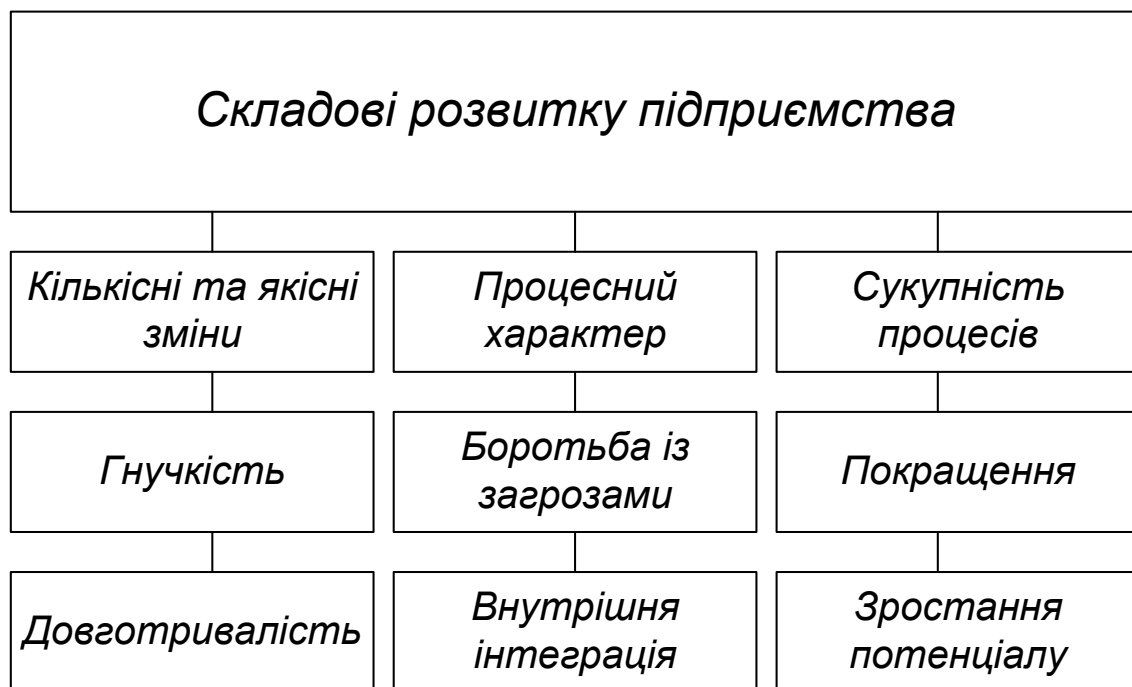 Складові розвитку підприємства
Кількісні та якісні
зміни
Процесний
характер
Сукупність
процесів
Гнучкість
Боротьба із
загрозами
Покращення
Довготривалість
Внутрішня
інтеграція
Зростання
потенціалу